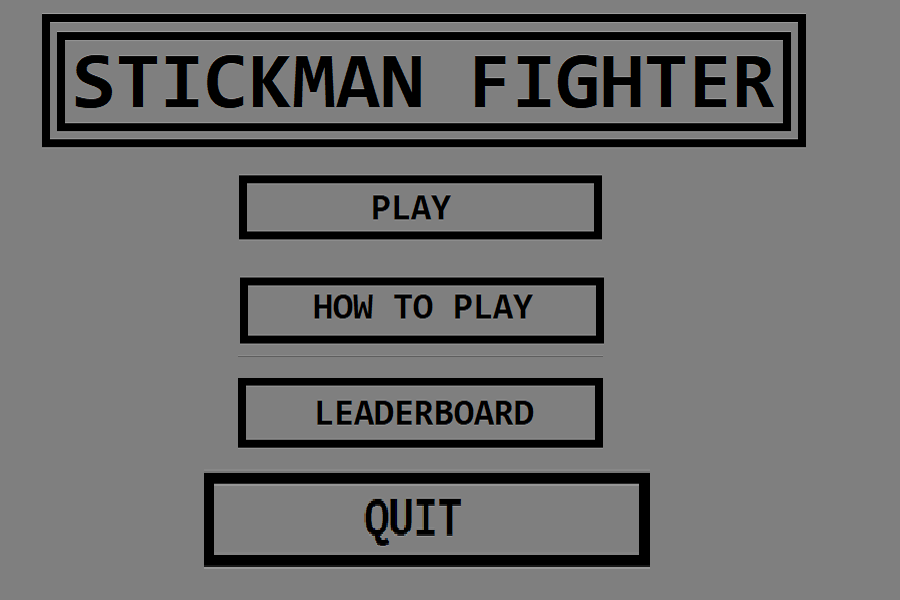 STICKMAN FIGHTER
PLAY
HOW TO PLAY
LEADERBOARD
QUIT